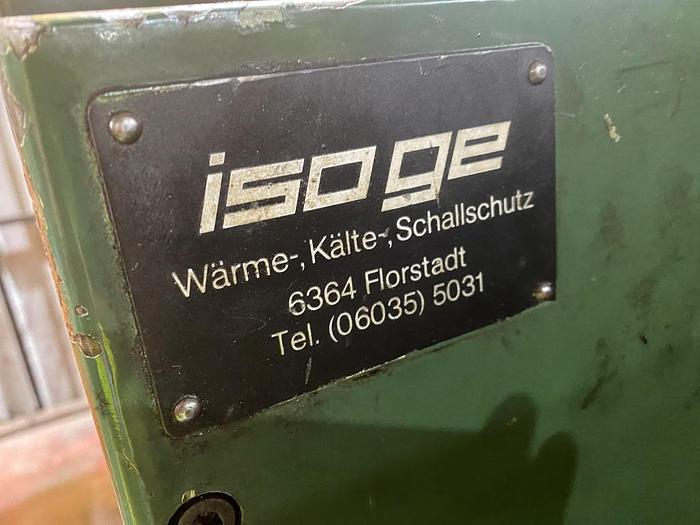 isoge
Wärme-, Kälte-, Schallschutz
6364 Florstadt
Tel. (06035) 5031